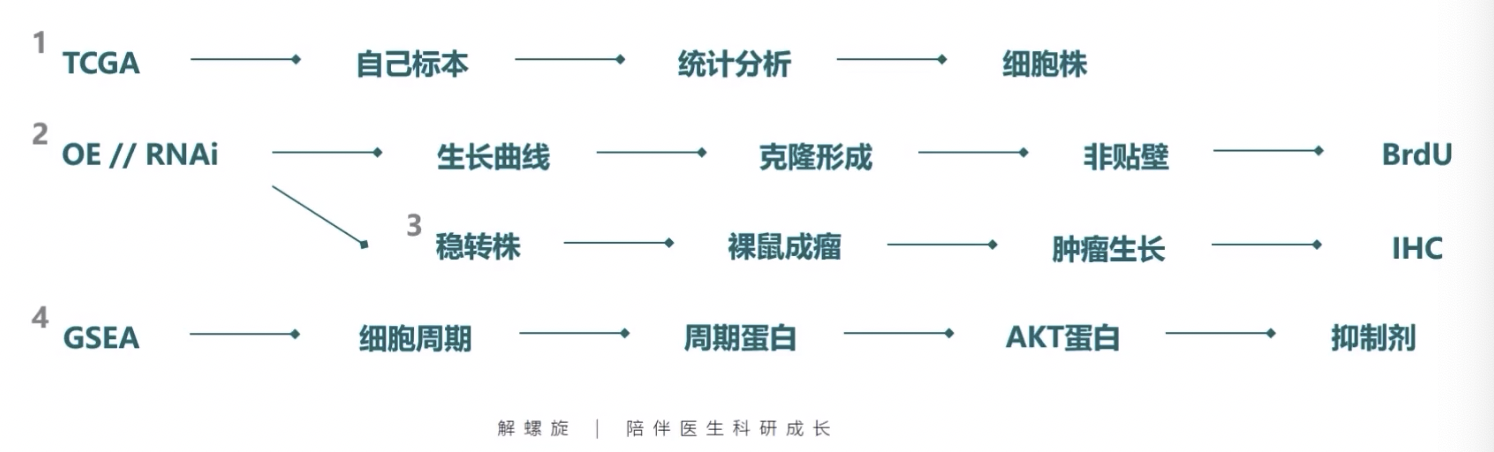 1 TCGA 自己标本 统计分析 细胞株
2 OE // RNAi 生长曲线 克隆形成 非贴壁 BrdU
3 稳转株 裸鼠成瘤 肿瘤生长 IHC
4 GSEA 细胞周期 周期蛋白 AKT蛋白 抑制剂
解螺旋 | 陪伴医生科研成长